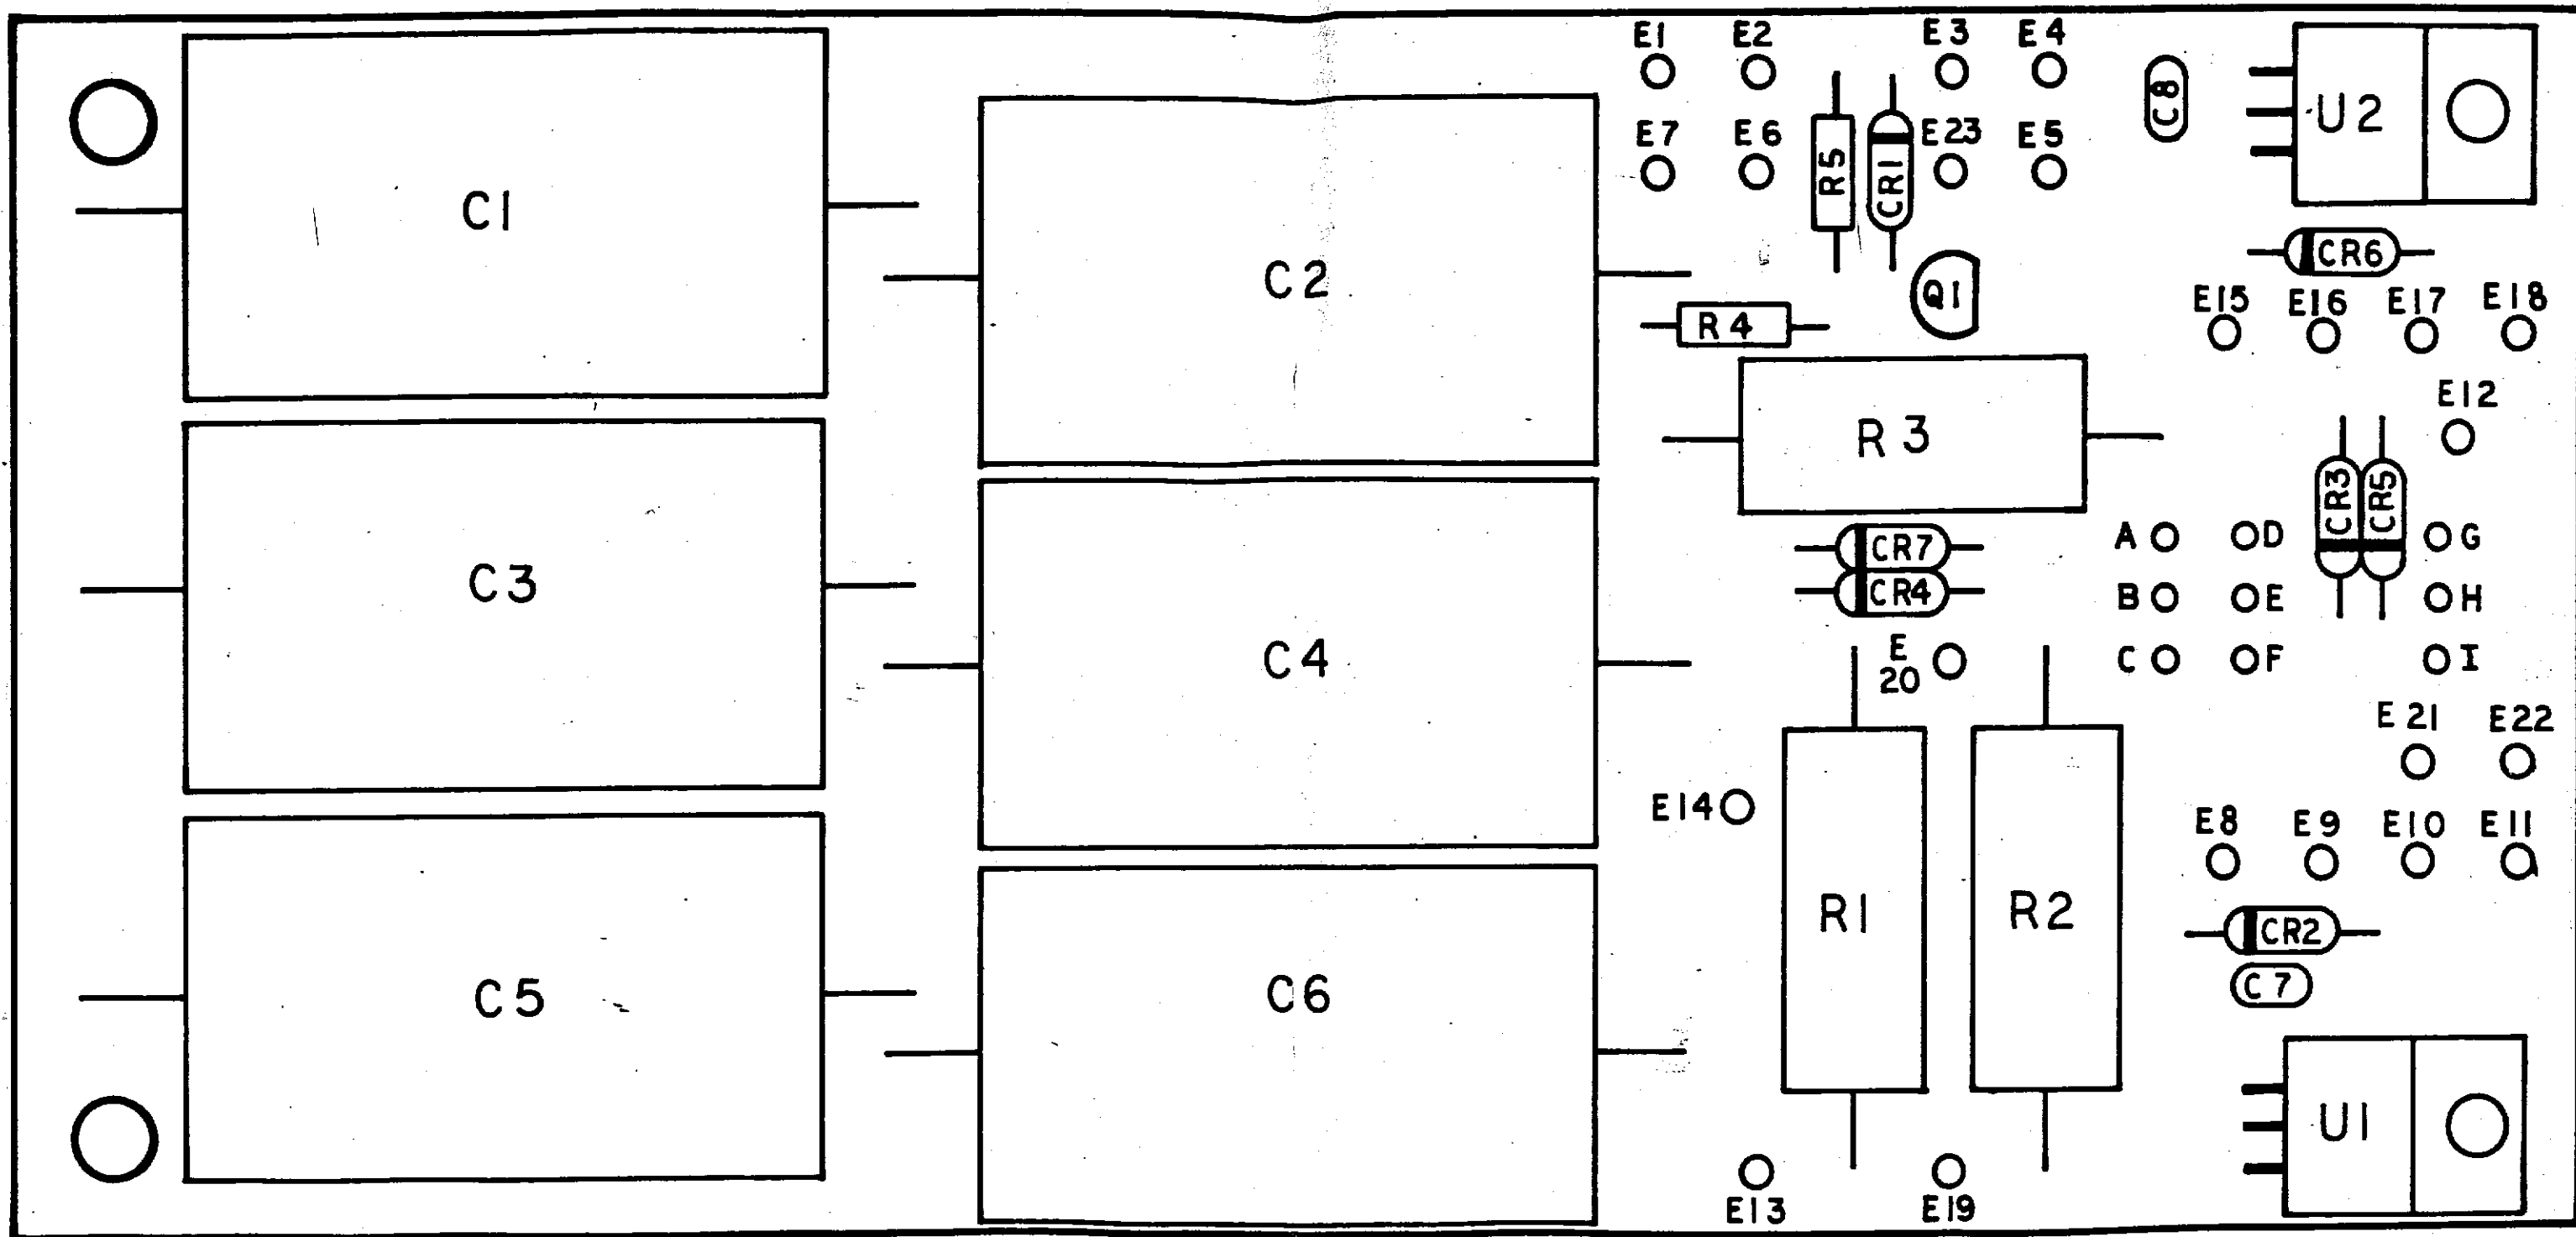 E1 E2 E3 E4
C8
U2
E7 E6 E23 E5
R5
CR1
C1
C2
CR6
Q1
R4
E15 E16 E17 E18
E12
R3
CR3
CR5
C3
CR7
A D G
CR4
B E H
C4
E
20
C F I
E21 E22
E14
E8 E9 E10 E11
R1
R2
CR2
C5
C6
C7
U1
E13 E19